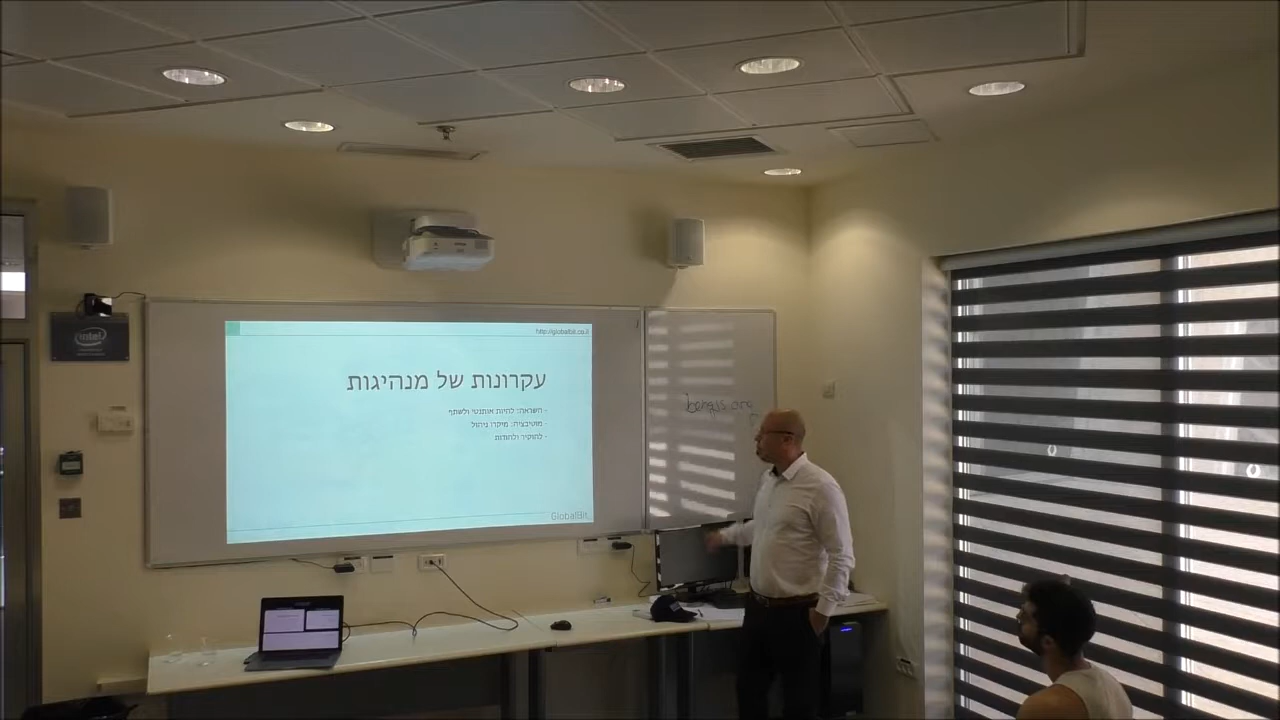 http://globalbit.co.il
עקרונות של מנהיגות
- השראה: להיות אותנטי ולשתף
- מוטיבציה: מיקרו ניהול
- להוקיר ולהודות
GlobalBit
intel
bengjs.org